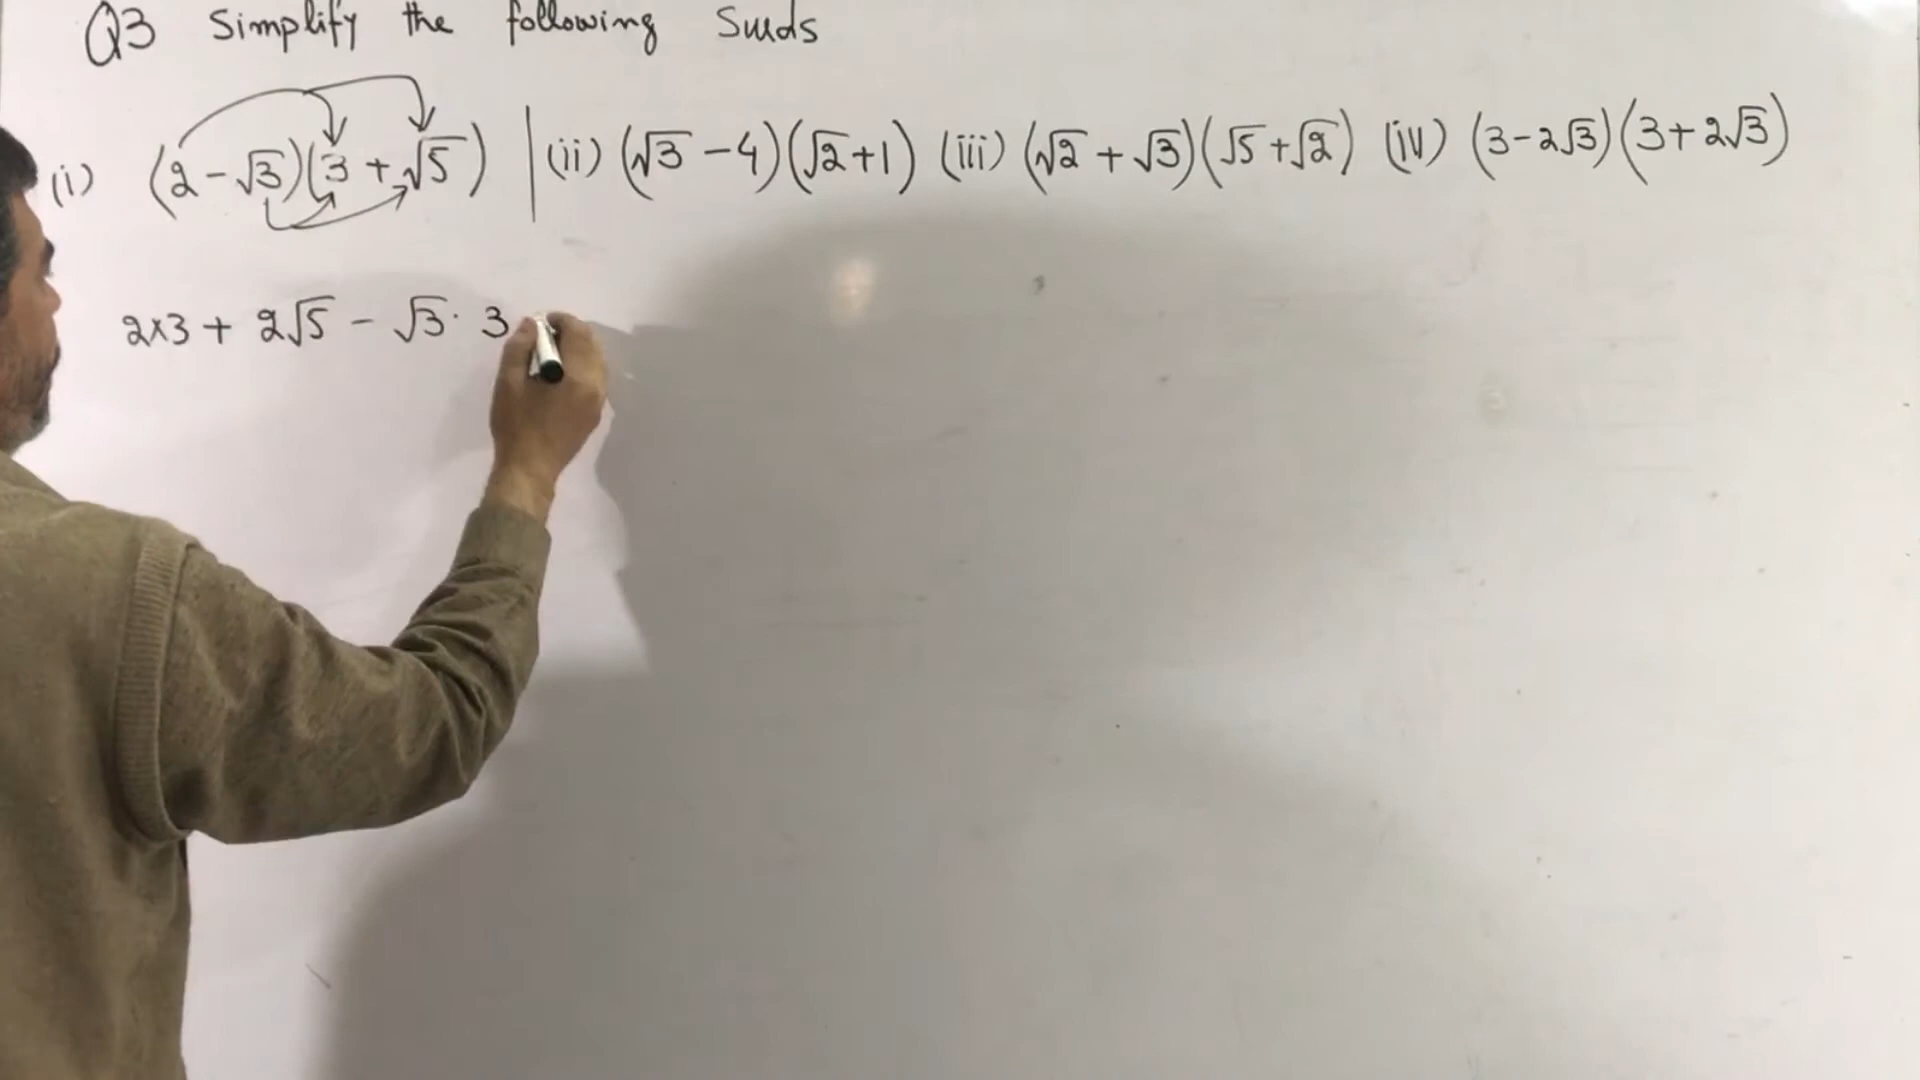 Q3 Simplify the following Surds
(i) (2-√3)(3+√5) | (ii) (√3-4)(√2+1) (iii) (√2+√3)(√5+√2) (iv) (3-2√3)(3+2√3)
2×3 + 2√5 - √3· 3